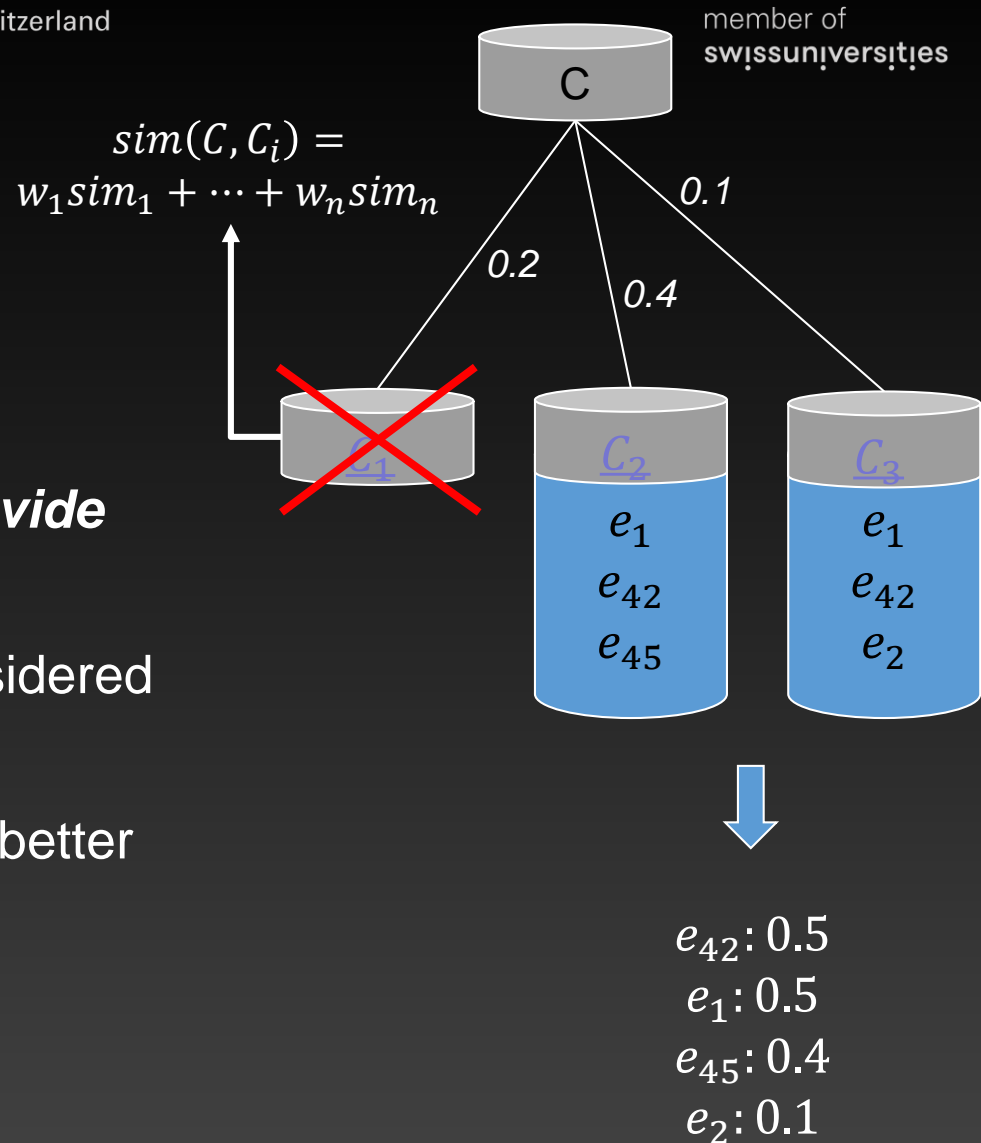 itzerland
member of
swissuniversities
C
sim(C, C_i) =
w_1sim_1 + ⋯ + w_nsim_n
0.2
0.4
0.1
C_1
C_2
C_3
e_1
e_42
e_45
e_1
e_42
e_2
vide
sidered
better
e_42: 0.5
e_1: 0.5
e_45: 0.4
e_2: 0.1